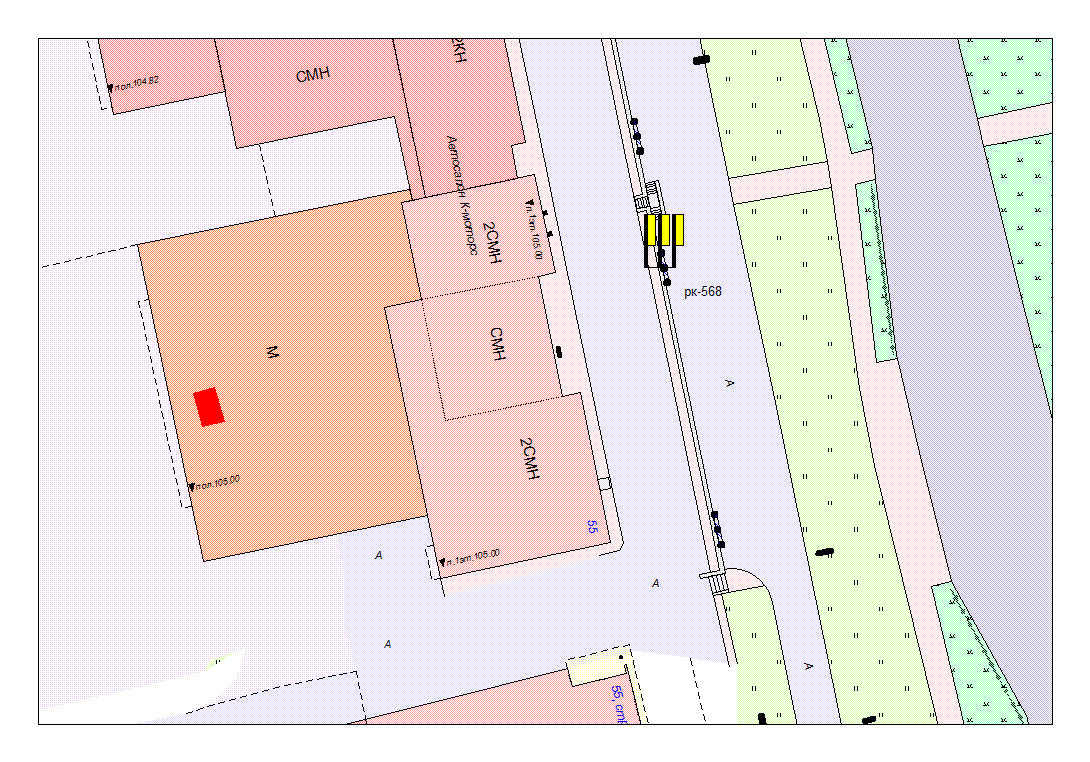 2КН
СМН
пол.104.82
Автосалон К-моторс
2СМН
п.1эт.105.00
рк-568
СМН
М
А
2СМН
пол.105.00
55
п.1эт.105.00
А
А
А
А
55, ст